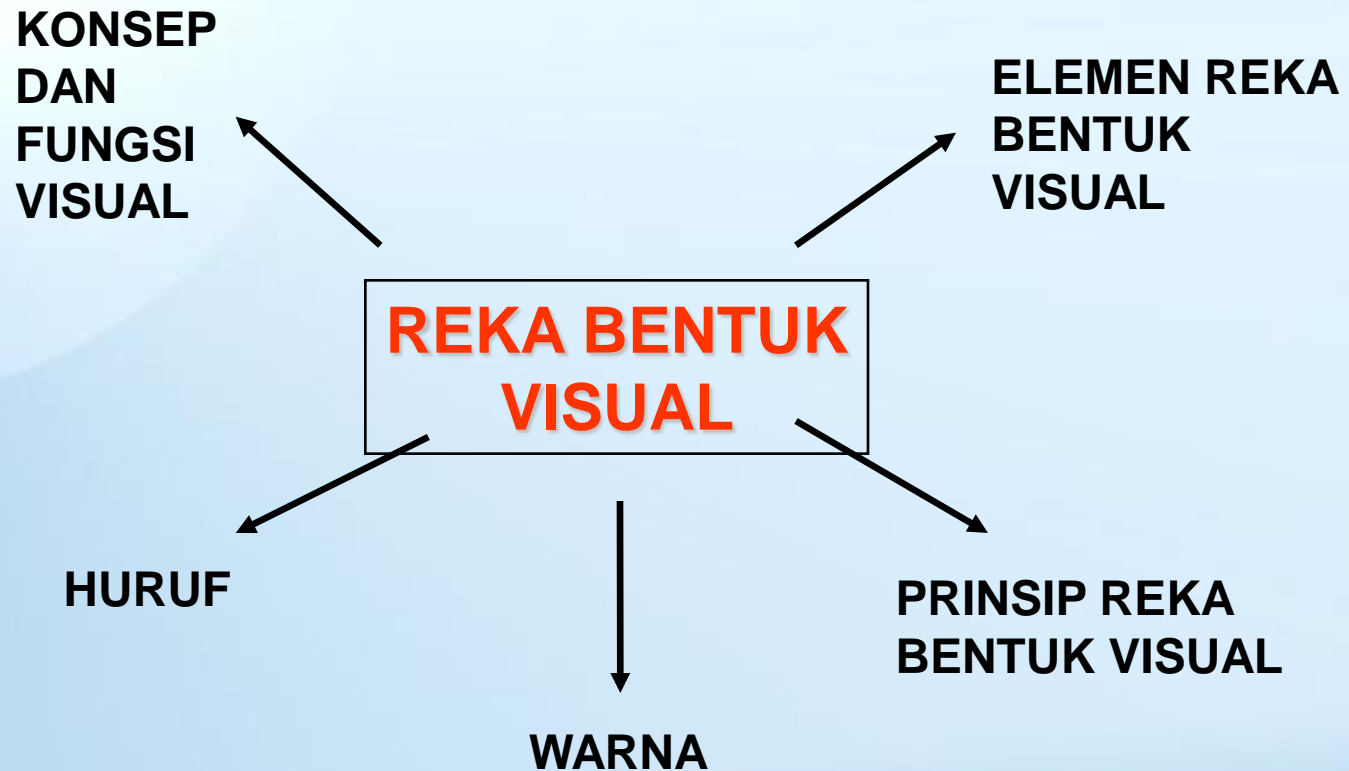 KONSEP
DAN
FUNGSI
VISUAL
ELEMEN REKA
BENTUK
VISUAL
REKA BENTUK
VISUAL
HURUF
PRINSIP REKA
BENTUK VISUAL
WARNA